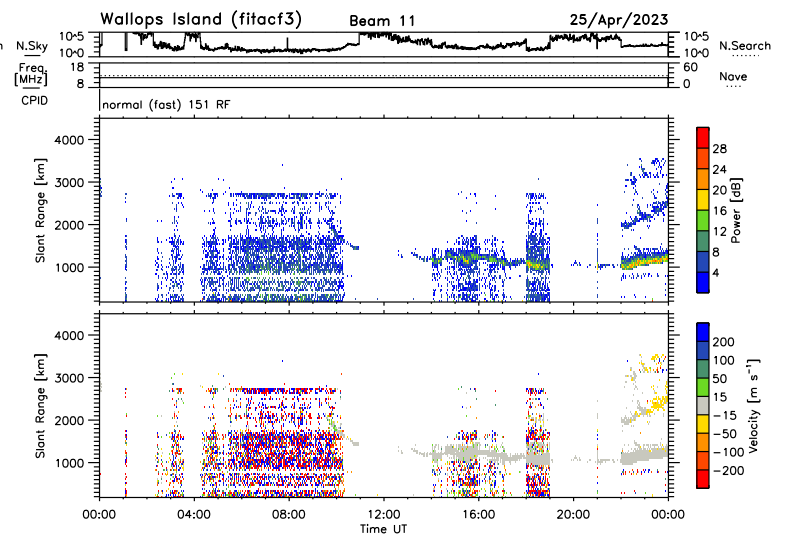 Wallops Island (fitacf3) Beam 11 25/Apr/2023
n N.Sky 10^5 10^0 10^5 10^0 N.Search
Freq. [MHz] 18 8 60 0 Nave
CPID normal (fast) 151 RF
Slant Range [km] 4000 3000 2000 1000
28 24 20 16 12 8 4 Power [dB]
Slant Range [km] 4000 3000 2000 1000
200 100 50 15 -15 -50 -100 -200 Velocity [m s⁻¹]
00:00 04:00 08:00 12:00 16:00 20:00 00:00
Time UT